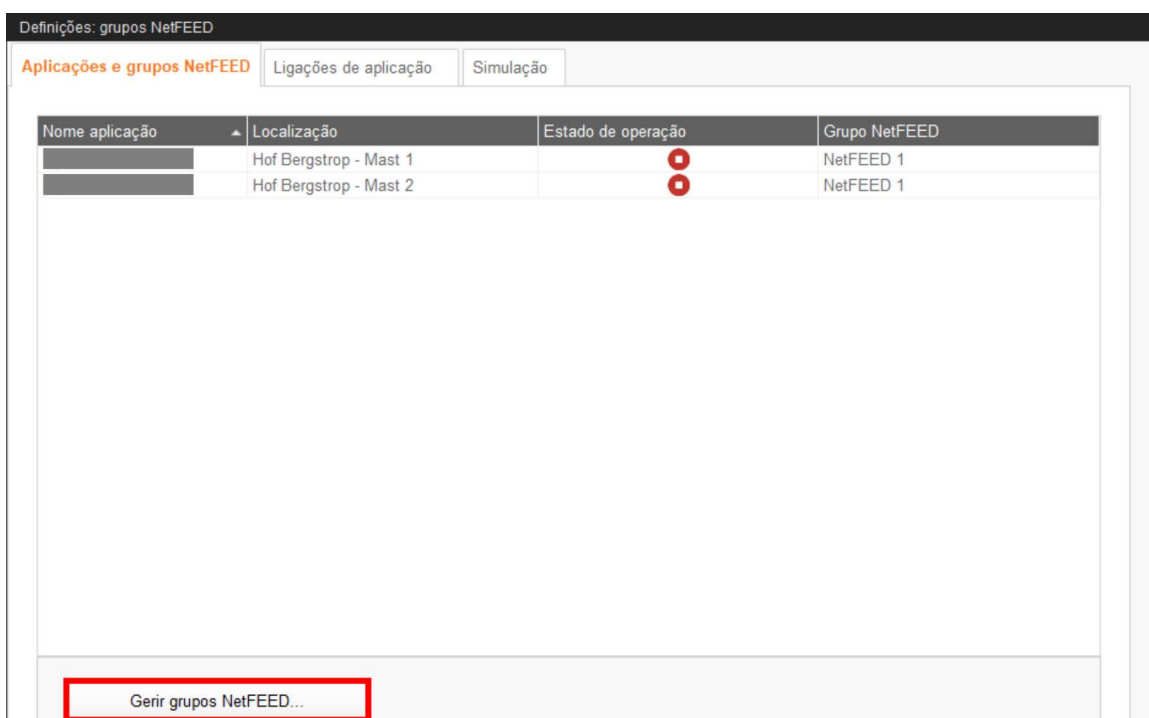 Definições: grupos NetFEED
Aplicações e grupos NetFEED Ligações de aplicação Simulação
Nome aplicação Localização Estado de operação Grupo NetFEED
Hof Bergstrop - Mast 1 NetFEED 1
Hof Bergstrop - Mast 2 NetFEED 1
Gerir grupos NetFEED...